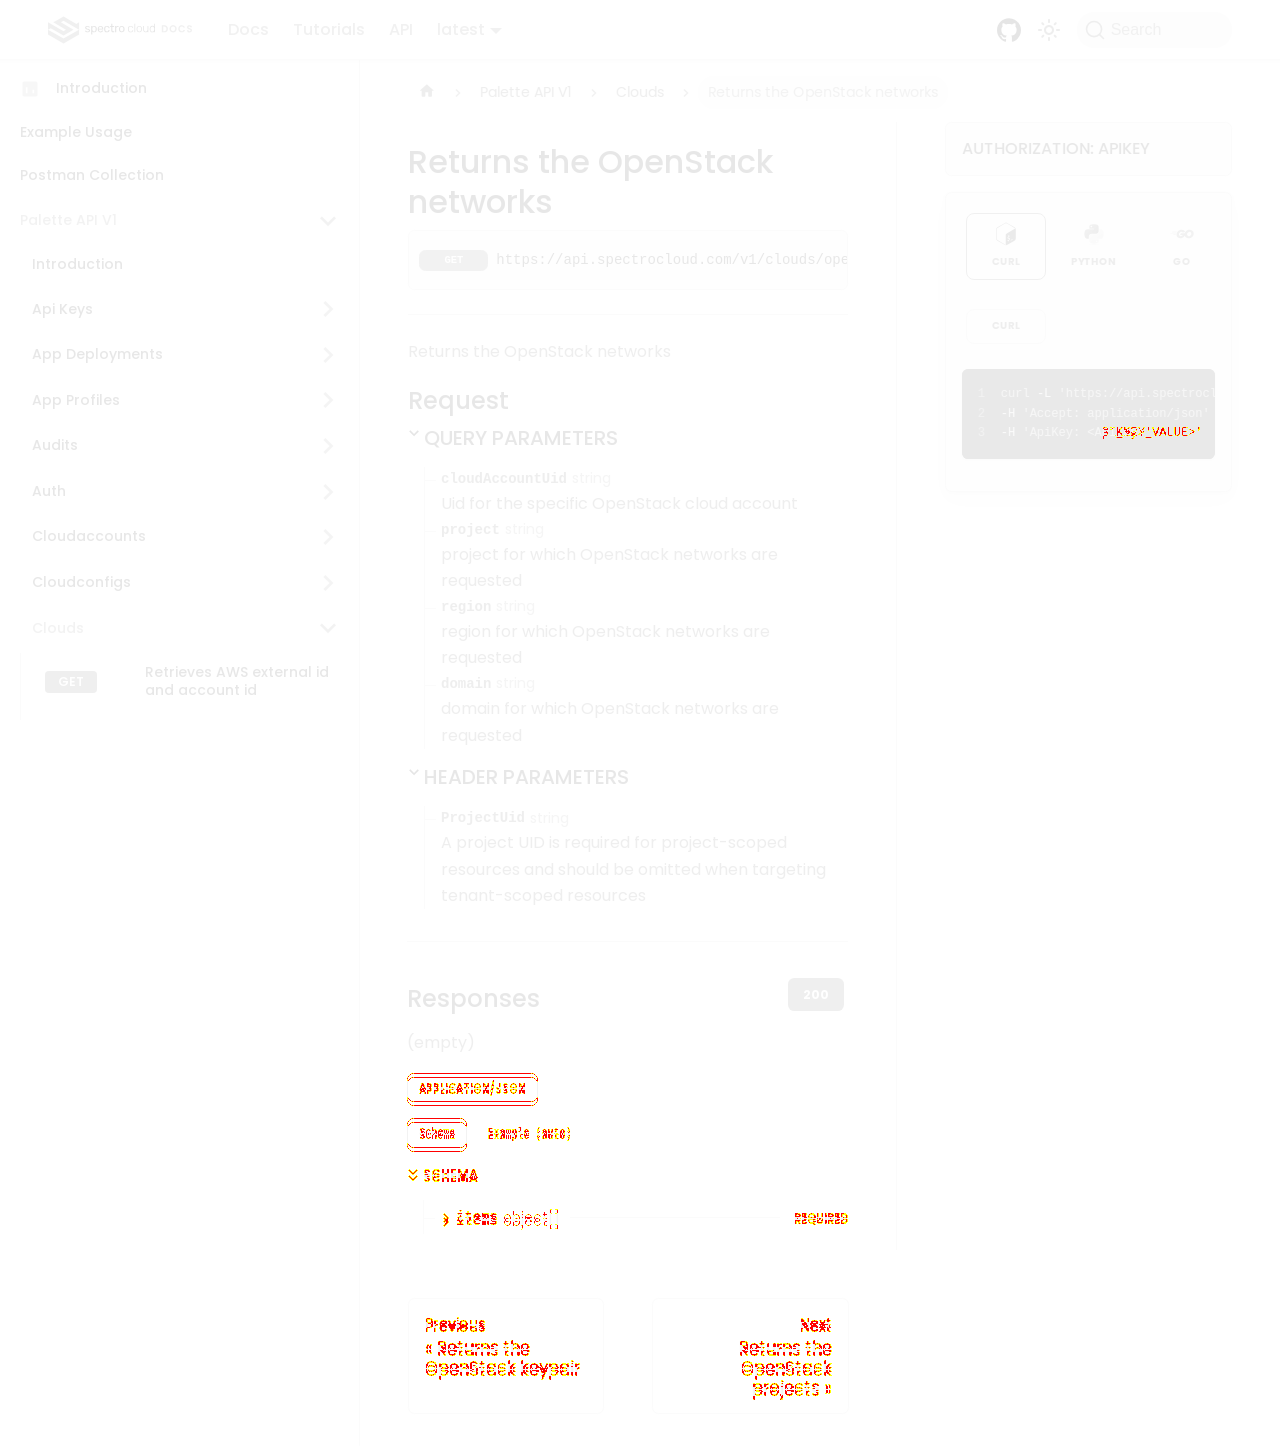 spectro cloud DOCS
Docs
Tutorials
API
latest
Search
Introduction
Example Usage
Postman Collection
Palette API V1
Introduction
Api Keys
App Deployments
App Profiles
Audits
Auth
Cloudaccounts
Cloudconfigs
Clouds
GET
Retrieves AWS external id
and account id
Palette API V1
Clouds
Returns the OpenStack networks
Returns the OpenStack
networks
GET
https://api.spectrocloud.com/v1/clouds/ope
Returns the OpenStack networks
Request
QUERY PARAMETERS
cloudAccountUid string
Uid for the specific OpenStack cloud account
project string
project for which OpenStack networks are
requested
region string
region for which OpenStack networks are
requested
domain string
domain for which OpenStack networks are
requested
HEADER PARAMETERS
ProjectUid string
A project UID is required for project-scoped
resources and should be omitted when targeting
tenant-scoped resources
Responses
200
(empty)
APPLICATION/JSON
Schema
Example (auto)
SCHEMA
items object[]
REQUIRED
Previous
« Returns the
OpenStack keypair
Next
Returns the
OpenStack
projects »
AUTHORIZATION: APIKEY
CURL
PYTHON
GO
GO
CURL
1 curl -L 'https://api.spectrocl
2 -H 'Accept: application/json'
3 -H 'ApiKey: